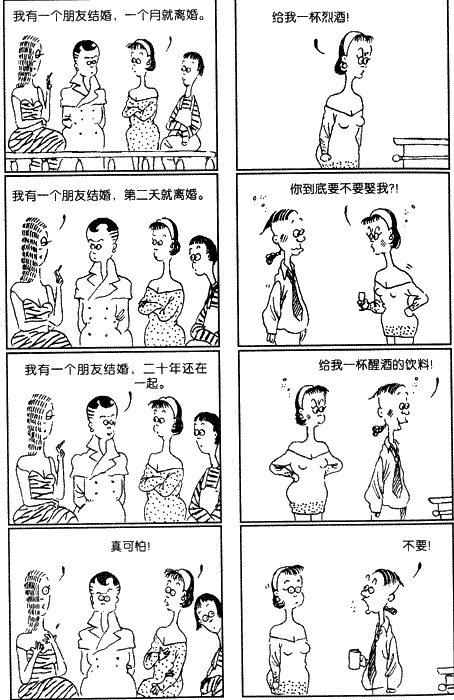 我有一个朋友结婚，一个月就离婚。
我有一个朋友结婚，第二天就离婚。
我有一个朋友结婚，二十年还在
一起。
真可怕!
给我一杯烈酒!
你到底要不要娶我?!
给我一杯醒酒的饮料!
不要!